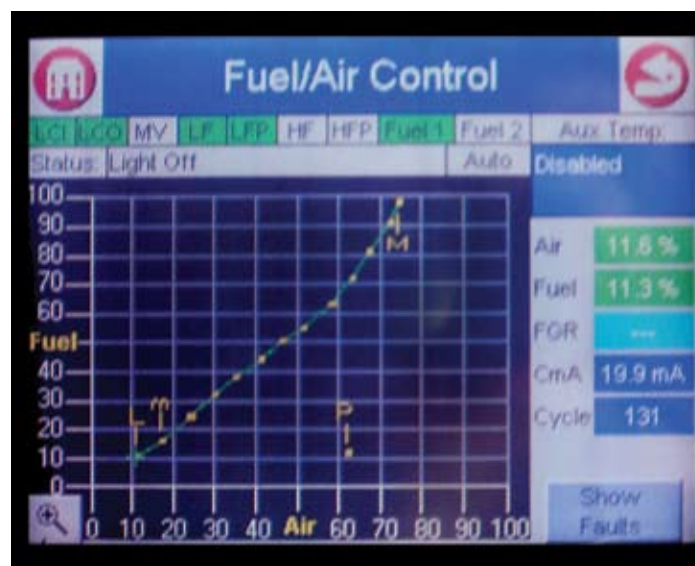 Fuel/Air Control
LCI LCO MV LF LFP HF HFP Fuel 1 Fuel 2 Aux Temp:
Status: Light Off Auto Disabled
100
90
80
70
60
Fuel
40
30
20
10
0
L m P M
0 10 20 30 40 Air 60 70 80 90 100
Air 11.6 %
Fuel 11.3 %
FGR ---
CmA 19.9 mA
Cycle 131
Show
Faults